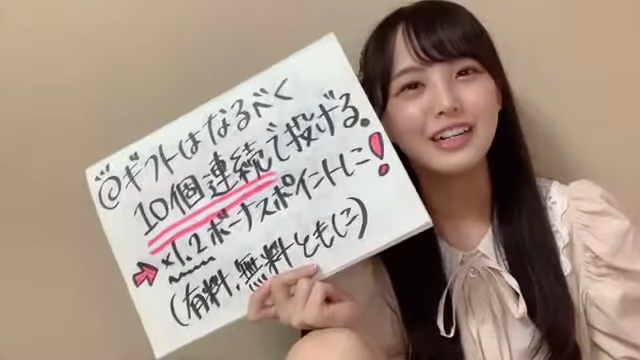 @ギフトはなるべく
10個連続で投げる。
→×1.2 ボーナスポイントに!
(有料、無料ともに)